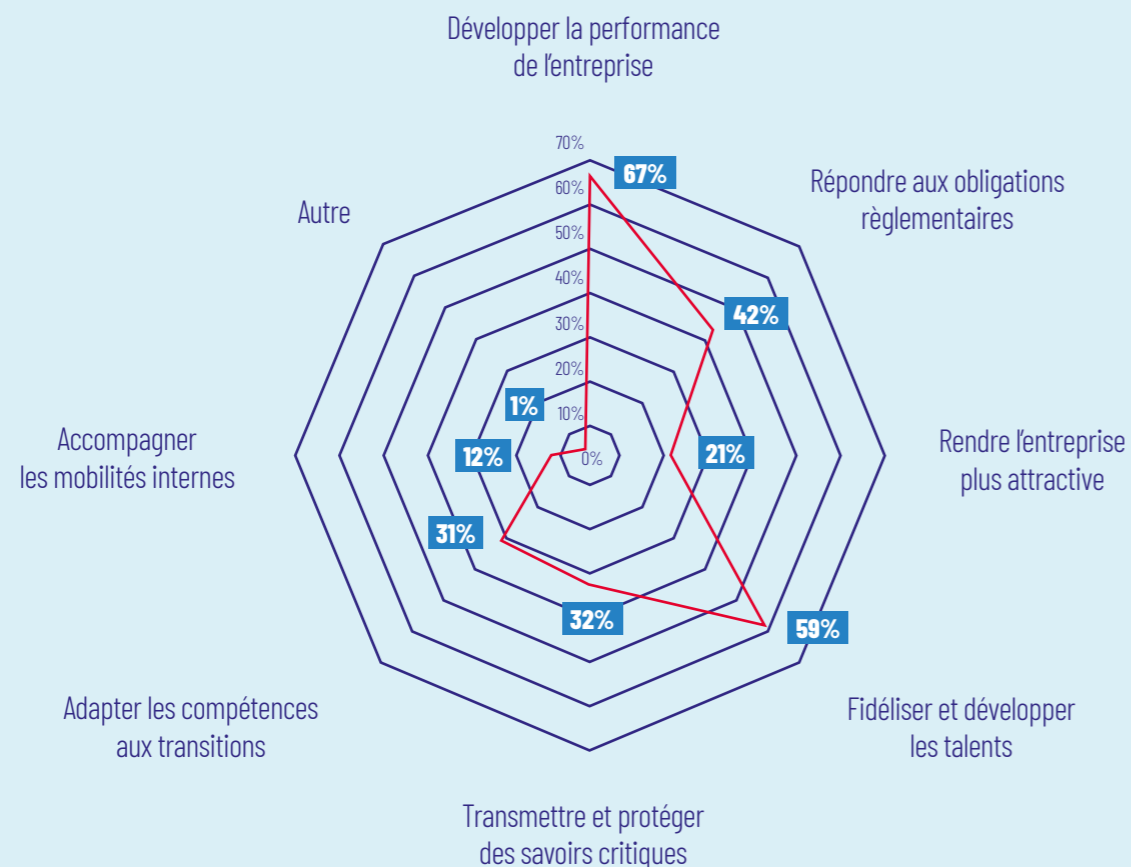 Développer la performance
de l'entreprise
70%
67%
60%
Répondre aux obligations
règlementaires
Autre
50%
40%
42%
30%
20%
1%
10%
Accompagner
les mobilités internes
12%
0%
21%
Rendre l'entreprise
plus attractive
31%
32%
59%
Adapter les compétences
aux transitions
Fidéliser et développer
les talents
Transmettre et protéger
des savoirs critiques